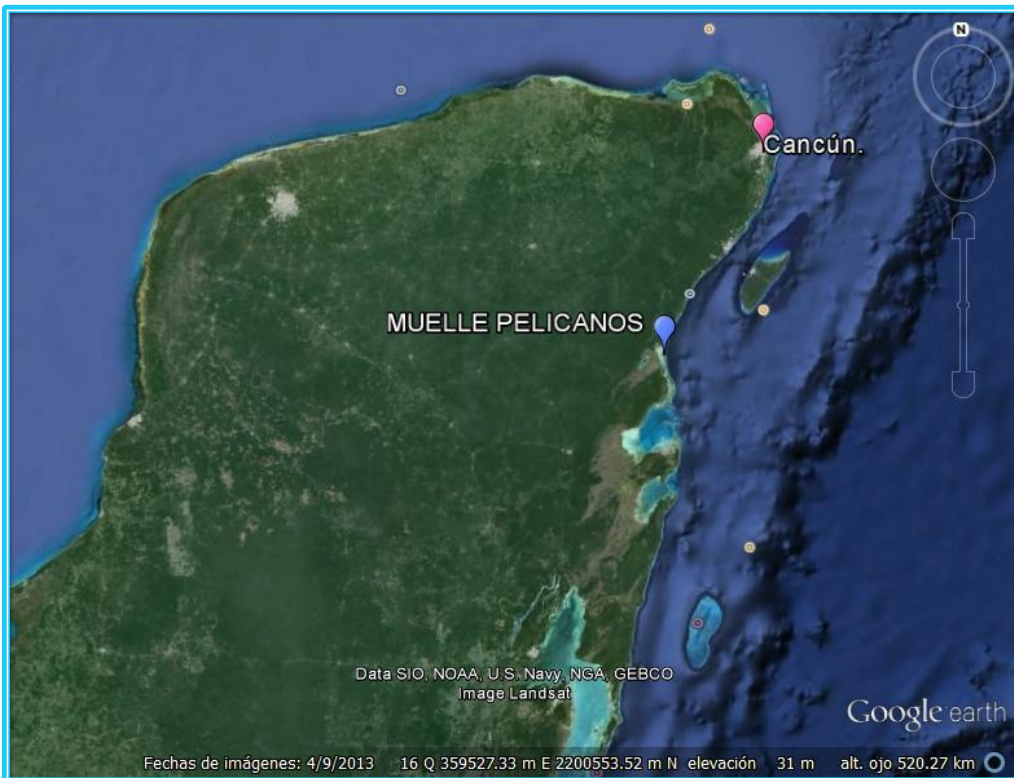 N
Cancún.
MUELLE PELICANOS
Data SIO, NOAA, U.S. Navy, NGA, GEBCO
Image Landsat
Google earth
Fechas de imágenes: 4/9/2013 16 Q 359527.33 m E 2200553.52 m N elevación 31 m alt. ojo 520.27 km